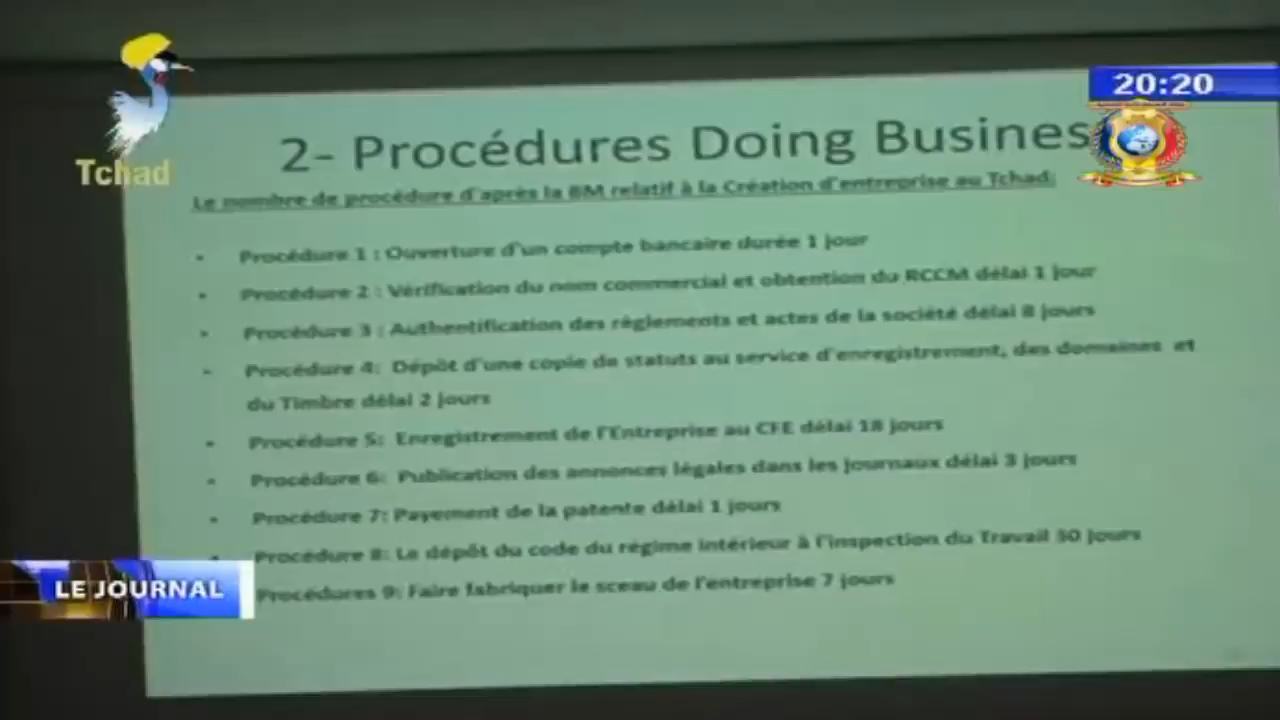 Tchad
20:20
2- Procédures Doing Busines
Le nombre de procédure d'après la BM relatif à la Création d'entreprise au Tchad:
• Procédure 1 : Ouverture d'un compte bancaire durée 1 jour
• Procédure 2 : Vérification du nom commercial et obtention du RCCM délai 1 jour
• Procédure 3 : Authentification des règlements et actes de la société délai 8 jours
• Procédure 4: Dépôt d'une copie de statuts au service d'enregistrement, des domaines et
du Timbre délai 2 jours
• Procédure 5: Enregistrement de l'Entreprise au CFE délai 18 jours
• Procédure 6: Publication des annonces légales dans les journaux délai 3 jours
• Procédure 7: Payement de la patente délai 1 jours
• Procédure 8: Le dépôt du code du régime intérieur à l'inspection du Travail 30 jours
Procédures 9: Faire fabriquer le sceau de l'entreprise 7 jours
LE JOURNAL